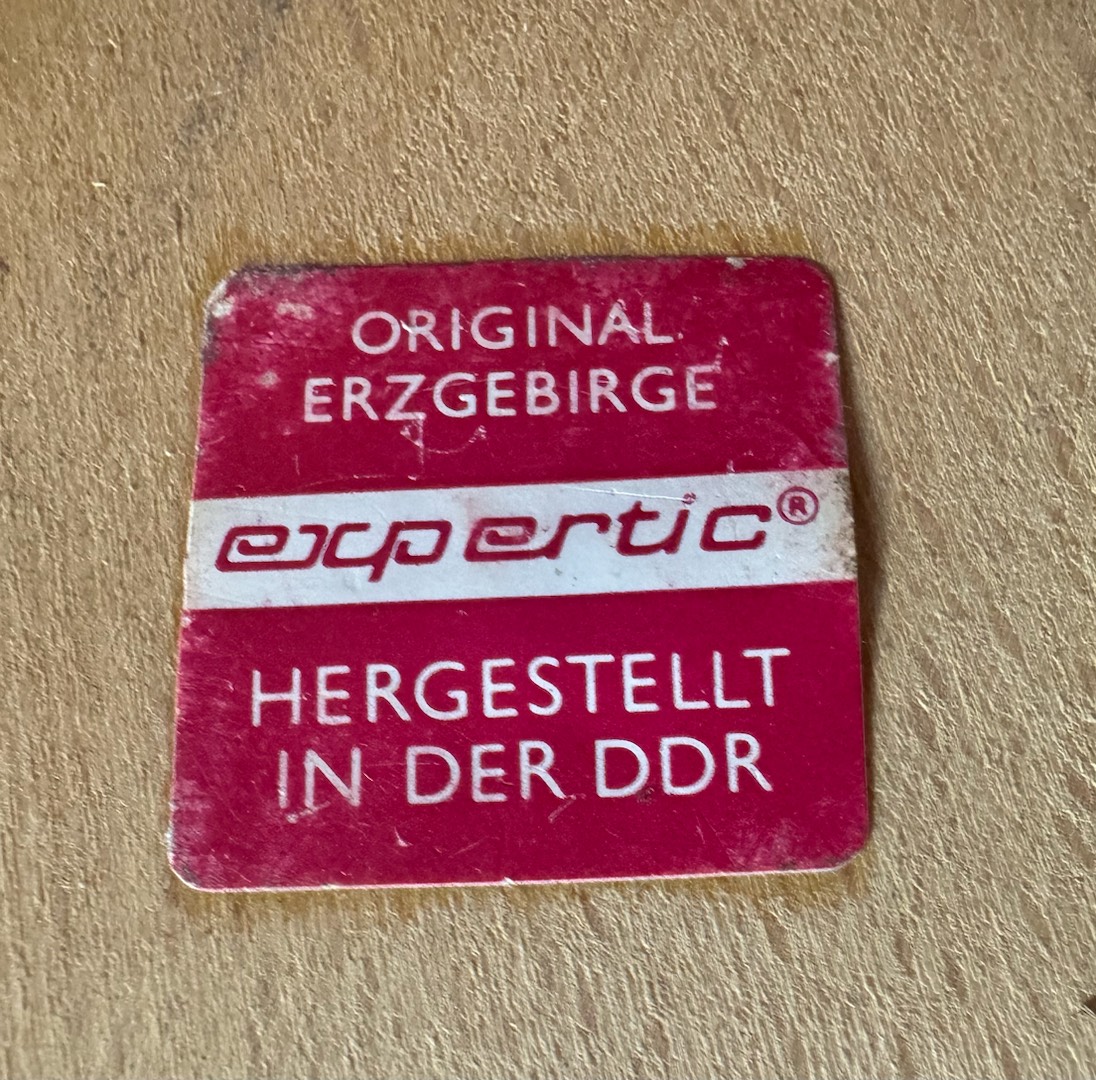 ORIGINAL
ERZGEBIRGE
expertic®
HERGESTELLT
IN DER DDR